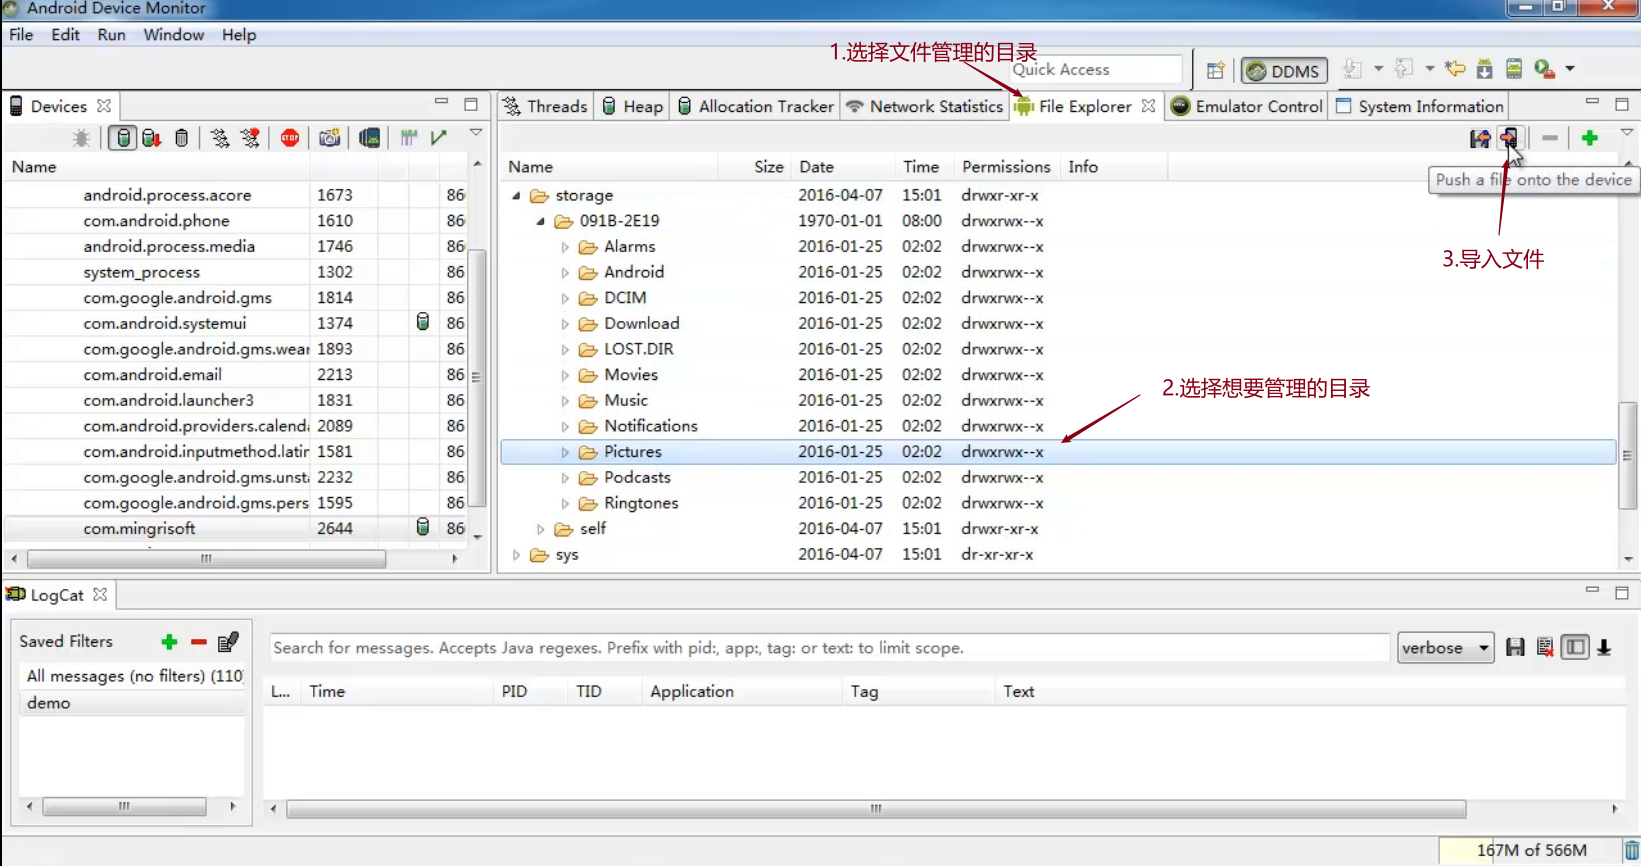 Android Device Monitor
File Edit Run Window Help
1.选择文件管理的目录
Quick Access
DDMS
Devices
Threads Heap Allocation Tracker Network Statistics File Explorer Emulator Control System Information
STOP
Push a file onto the device
3.导入文件
2.选择想要管理的目录
Name
android.process.acore 1673 86
com.android.phone 1610 86
android.process.media 1746 86
system_process 1302 86
com.google.android.gms 1814 86
com.android.systemui 1374 86
com.google.android.gms.wear 1893 86
com.android.email 2213 86
com.android.launcher3 1831 86
com.android.providers.calenda 2089 86
com.android.inputmethod.latin 1581 86
com.google.android.gms.unsta 2232 86
com.google.android.gms.pers 1595 86
com.mingrisoft 2644 86
Name Size Date Time Permissions Info
storage 2016-04-07 15:01 drwxr-xr-x
091B-2E19 1970-01-01 08:00 drwxrwx--x
Alarms 2016-01-25 02:02 drwxrwx--x
Android 2016-01-25 02:02 drwxrwx--x
DCIM 2016-01-25 02:02 drwxrwx--x
Download 2016-01-25 02:02 drwxrwx--x
LOST.DIR 2016-01-25 02:02 drwxrwx--x
Movies 2016-01-25 02:02 drwxrwx--x
Music 2016-01-25 02:02 drwxrwx--x
Notifications 2016-01-25 02:02 drwxrwx--x
Pictures 2016-01-25 02:02 drwxrwx--x
Podcasts 2016-01-25 02:02 drwxrwx--x
Ringtones 2016-01-25 02:02 drwxrwx--x
self 2016-04-07 15:01 drwxr-xr-x
sys 2016-04-07 15:01 dr-xr-xr-x
LogCat
Saved Filters
All messages (no filters) (110
demo
Search for messages. Accepts Java regexes. Prefix with pid:, app:, tag: or text: to limit scope.
verbose
L... Time PID TID Application Tag Text
167M of 566M